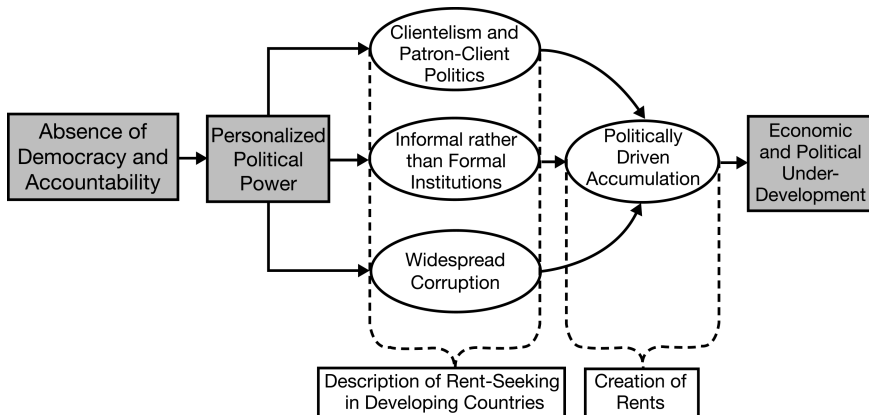 Absence of
Democracy and
Accountability
Personalized
Political
Power
Clientelism and
Patron-Client
Politics
Informal rather
than Formal
Institutions
Widespread
Corruption
Politically
Driven
Accumulation
Economic
and Political
Under-
Development
Description of Rent-Seeking
in Developing Countries
Creation of
Rents